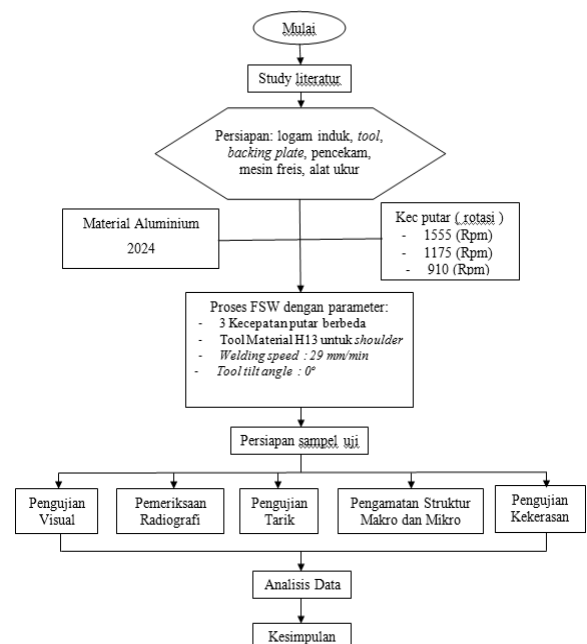 Mulai
Study literatur
Persiapan: logam induk, tool,
backing plate, pencekam,
mesin freis, alat ukur
Material Aluminium
2024
Kec putar ( rotasi )
- 1555 (Rpm)
- 1175 (Rpm)
- 910 (Rpm)
Proses FSW dengan parameter:
- 3 Kecepatan putar berbeda
- Tool Material H13 untuk shoulder
- Welding speed : 29 mm/min
- Tool tilt angle : 0°
Persiapan sampel uji
Pengujian
Visual
Pemeriksaan
Radiografi
Pengujian
Tarik
Pengamatan Struktur
Makro dan Mikro
Pengujian
Kekerasan
Analisis Data
Kesimpulan